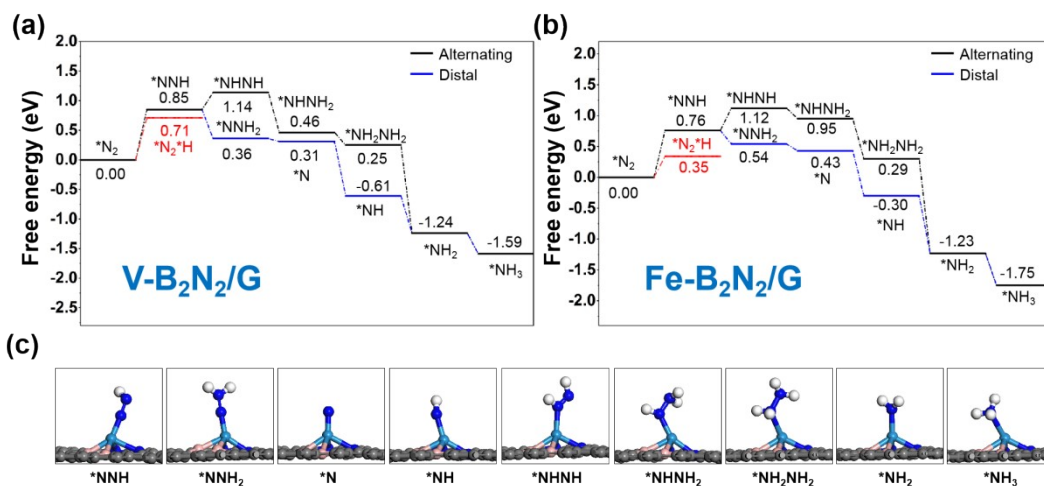 (a)
Free energy (eV)
2.0
1.5
1.0
0.5
0.0
-0.5
-1.0
-1.5
-2.0
-2.5
Alternating
Distal
*N₂
0.00
*NNH
0.85
0.71
*N₂*H
*NHNH
1.14
*NNH₂
0.36
*NHNH₂
0.46
0.31
*N
*NH₂NH₂
0.25
-0.61
*NH
-1.24
*NH₂
-1.59
*NH₃
V-B₂N₂/G
(b)
Free energy (eV)
2.0
1.5
1.0
0.5
0.0
-0.5
-1.0
-1.5
-2.0
Alternating
Distal
*N₂
0.00
*NNH
0.76
*N₂*H
0.35
*NHNH
1.12
*NNH₂
0.54
*NHNH₂
0.95
0.43
*N
*NH₂NH₂
0.29
-0.30
*NH
-1.23
*NH₂
-1.75
*NH₃
Fe-B₂N₂/G
(c)
*NNH *NNH₂ *N *NH *NHNH *NHNH₂ *NH₂NH₂ *NH₂ *NH₃